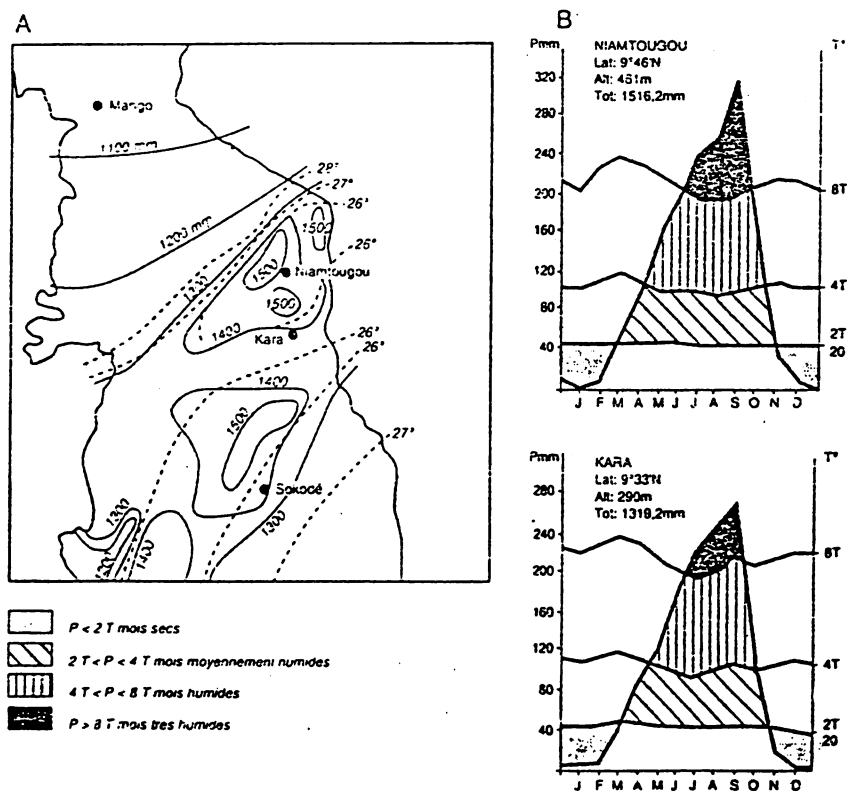 A
Mango
1100 mm
1200 mm
28°
27°
26°
1300
1500
26°
1500
Niamtougou
1500
1400
Kara
26°
26°
1400
1500
27°
Sokodé
1300
1300
1400
P < 2 T mois secs
2 T < P < 4 T mois moyennement humides
4 T < P < 8 T mois humides
P > 8 T mois tres humides
B
Pmm
NIAMTOUGOU
T°
Lat: 9°46'N
Alt: 461m
Tot: 1516,2mm
320
280
240
200
160
120
80
40
8T
4T
2T
20
J F M A M J J A S O N D
Pmm
KARA
T°
Lat: 9°33'N
Alt: 290m
Tot: 1319,2mm
280
240
200
160
120
80
40
8T
4T
2T
20
J F M A M J J A S O N D